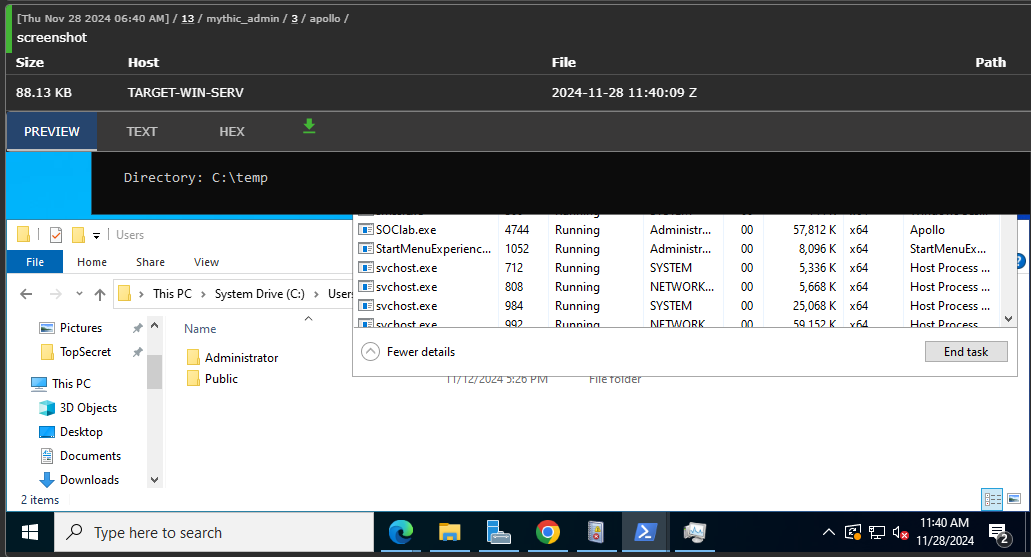 [Thu Nov 28 2024 06:40 AM] / 13 / mythic_admin / 3 / apollo /
screenshot
Size Host File Path
88.13 KB TARGET-WIN-SERV 2024-11-28 11:40:09 Z
PREVIEW TEXT HEX
Directory: C:\temp
Users
File Home Share View
This PC > System Drive (C:) > Users
Pictures
TopSecret
This PC
3D Objects
Desktop
Documents
Downloads
2 items
Name
Administrator
Public
11/12/2024 5:26 PM File folder
Running
SOClab.exe 4744 Running Administr... 00 57,812 K x64 Apollo
StartMenuExperienc... 1052 Running Administr... 00 8,096 K x64 StartMenuEx...
svchost.exe 712 Running SYSTEM 00 5,336 K x64 Host Process ...
svchost.exe 808 Running NETWORK... 00 5,668 K x64 Host Process ...
svchost.exe 984 Running SYSTEM 00 25,068 K x64 Host Process ...
svchost.exe 992 Running NETWORK 00 59,152 K x64 Host Process
Fewer details End task
Type here to search
11:40 AM
11/28/2024
2